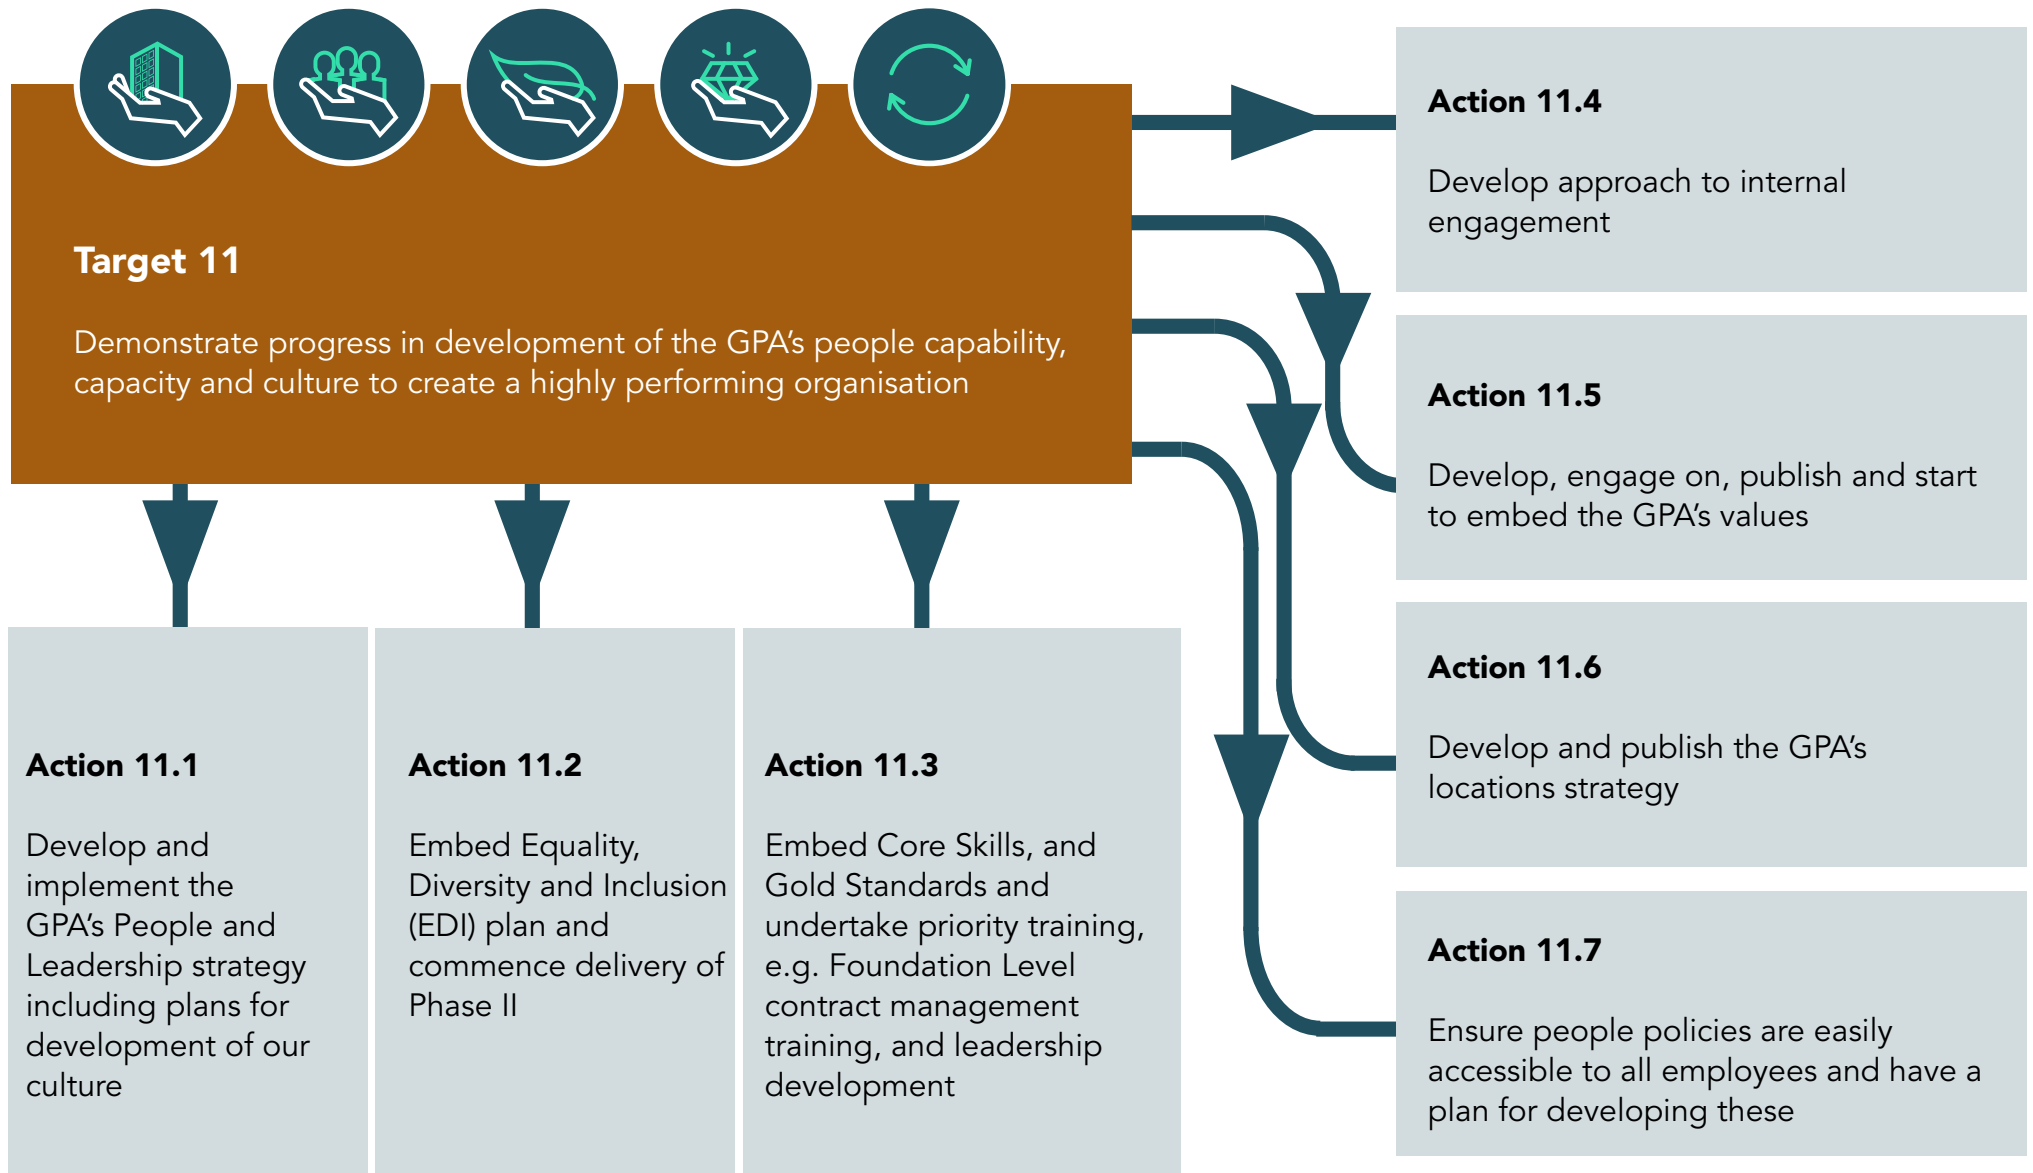 Target 11
Demonstrate progress in development of the GPA’s people capability,
capacity and culture to create a highly performing organisation
Action 11.1
Develop and
implement the
GPA’s People and
Leadership strategy
including plans for
development of our
culture
Action 11.2
Embed Equality,
Diversity and Inclusion
(EDI) plan and
commence delivery of
Phase II
Action 11.3
Embed Core Skills, and
Gold Standards and
undertake priority training,
e.g. Foundation Level
contract management
training, and leadership
development
Action 11.4
Develop approach to internal
engagement
Action 11.5
Develop, engage on, publish and start
to embed the GPA’s values
Action 11.6
Develop and publish the GPA’s
locations strategy
Action 11.7
Ensure people policies are easily
accessible to all employees and have a
plan for developing these